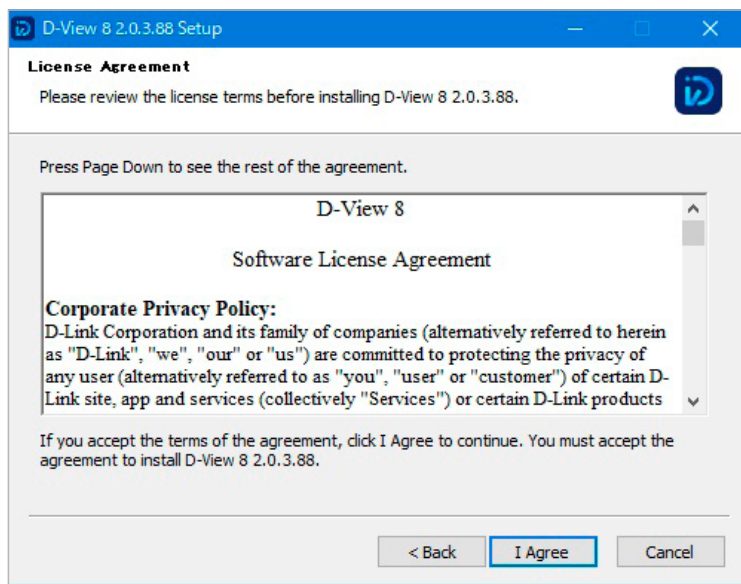 D-View 8 2.0.3.88 Setup
License Agreement
Please review the license terms before installing D-View 8 2.0.3.88.
Press Page Down to see the rest of the agreement.
D-View 8
Software License Agreement
Corporate Privacy Policy:
D-Link Corporation and its family of companies (alternatively referred to herein
as "D-Link", "we", "our" or "us") are committed to protecting the privacy of
any user (alternatively referred to as "you", "user" or "customer") of certain D-
Link site, app and services (collectively "Services") or certain D-Link products
If you accept the terms of the agreement, click I Agree to continue. You must accept the
agreement to install D-View 8 2.0.3.88.
< Back
I Agree
Cancel